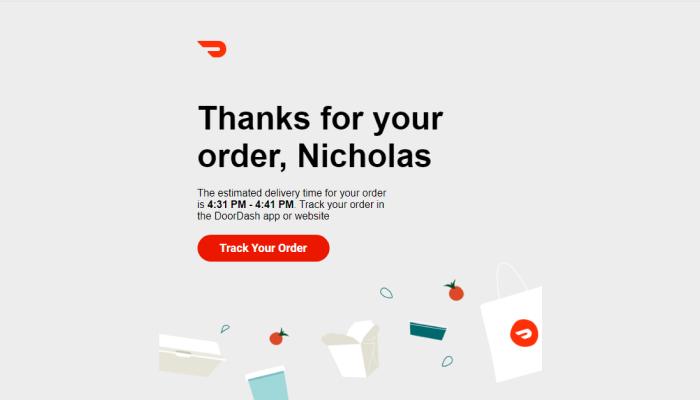 Thanks for your
order, Nicholas
The estimated delivery time for your order
is 4:31 PM - 4:41 PM. Track your order in
the DoorDash app or website
Track Your Order